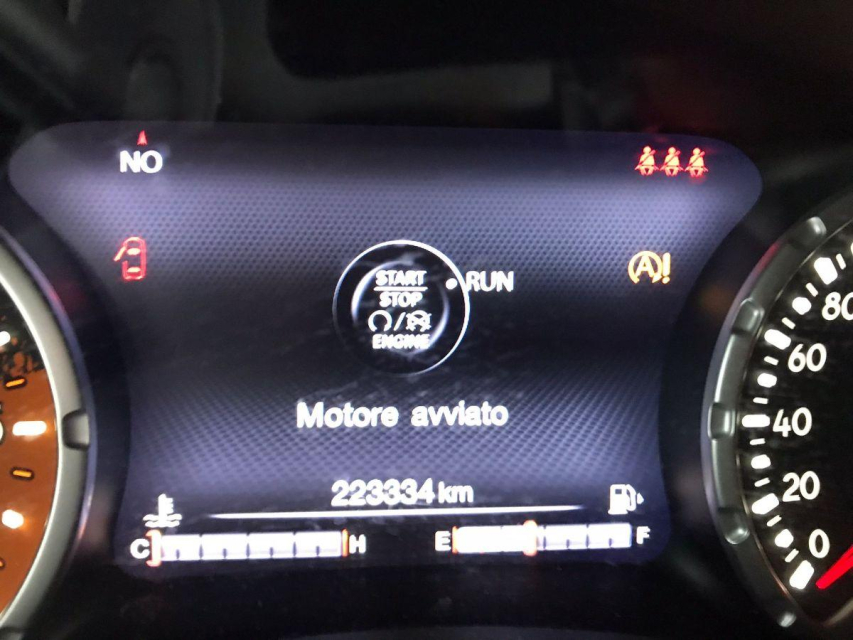 NO
A!
START
STOP
RUN
ENGINE
Motore avviato
223334 km
C H E F
80
60
40
20
0